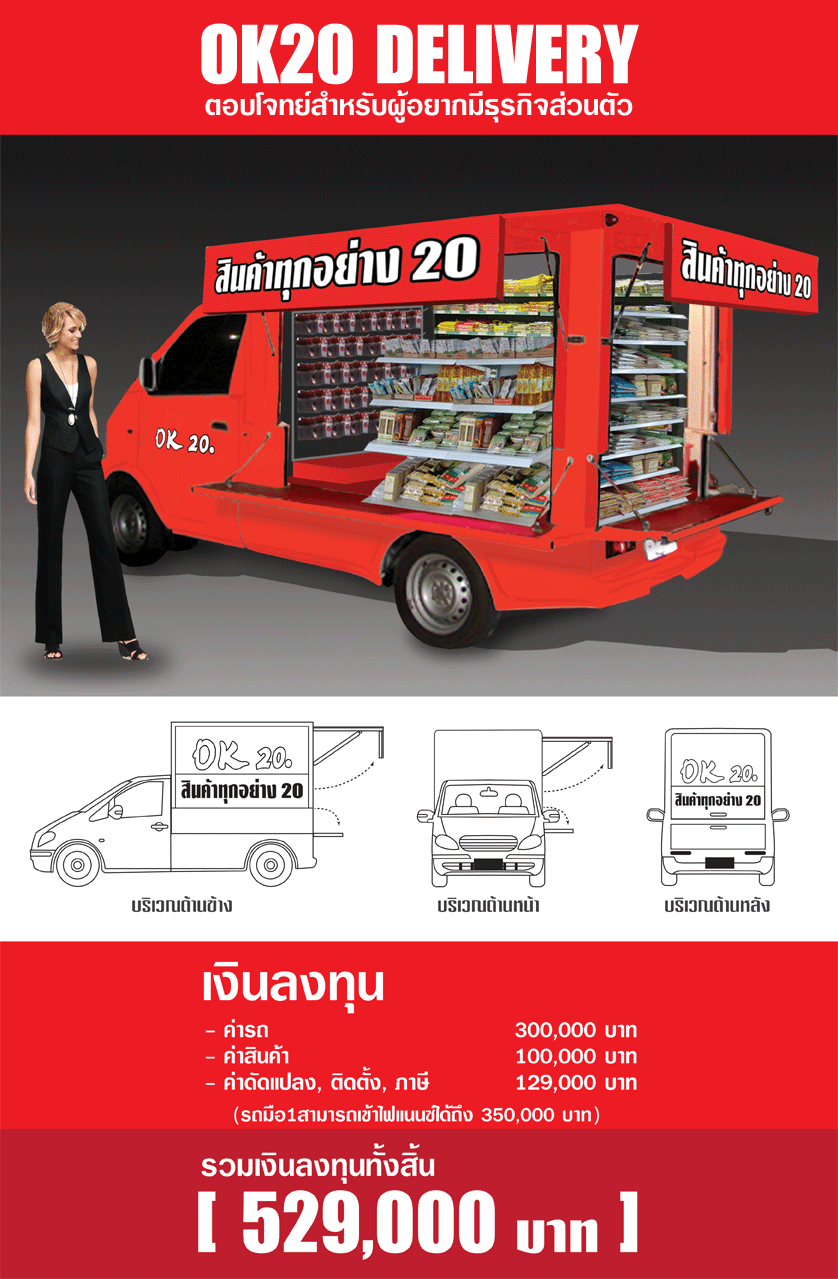 OK20 DELIVERY
ตอบโจทย์สำหรับผู้อยากมีธุรกิจส่วนตัว
สินค้าทุกอย่าง 20
สินค้าทุกอย่าง 20
OK 20.
OK 20.
สินค้าทุกอย่าง 20
OK 20.
สินค้าทุกอย่าง 20
บริเวณด้านข้าง
บริเวณด้านหน้า
บริเวณด้านหลัง
เงินลงทุน
- ค่ารถ 300,000 บาท
- ค่าสินค้า 100,000 บาท
- ค่าดัดแปลง, ติดตั้ง, ภาษี 129,000 บาท
(รถมือ1สามารถเข้าไฟแนนซ์ได้ถึง 350,000 บาท)
รวมเงินลงทุนทั้งสิ้น
[ 529,000 บาท ]